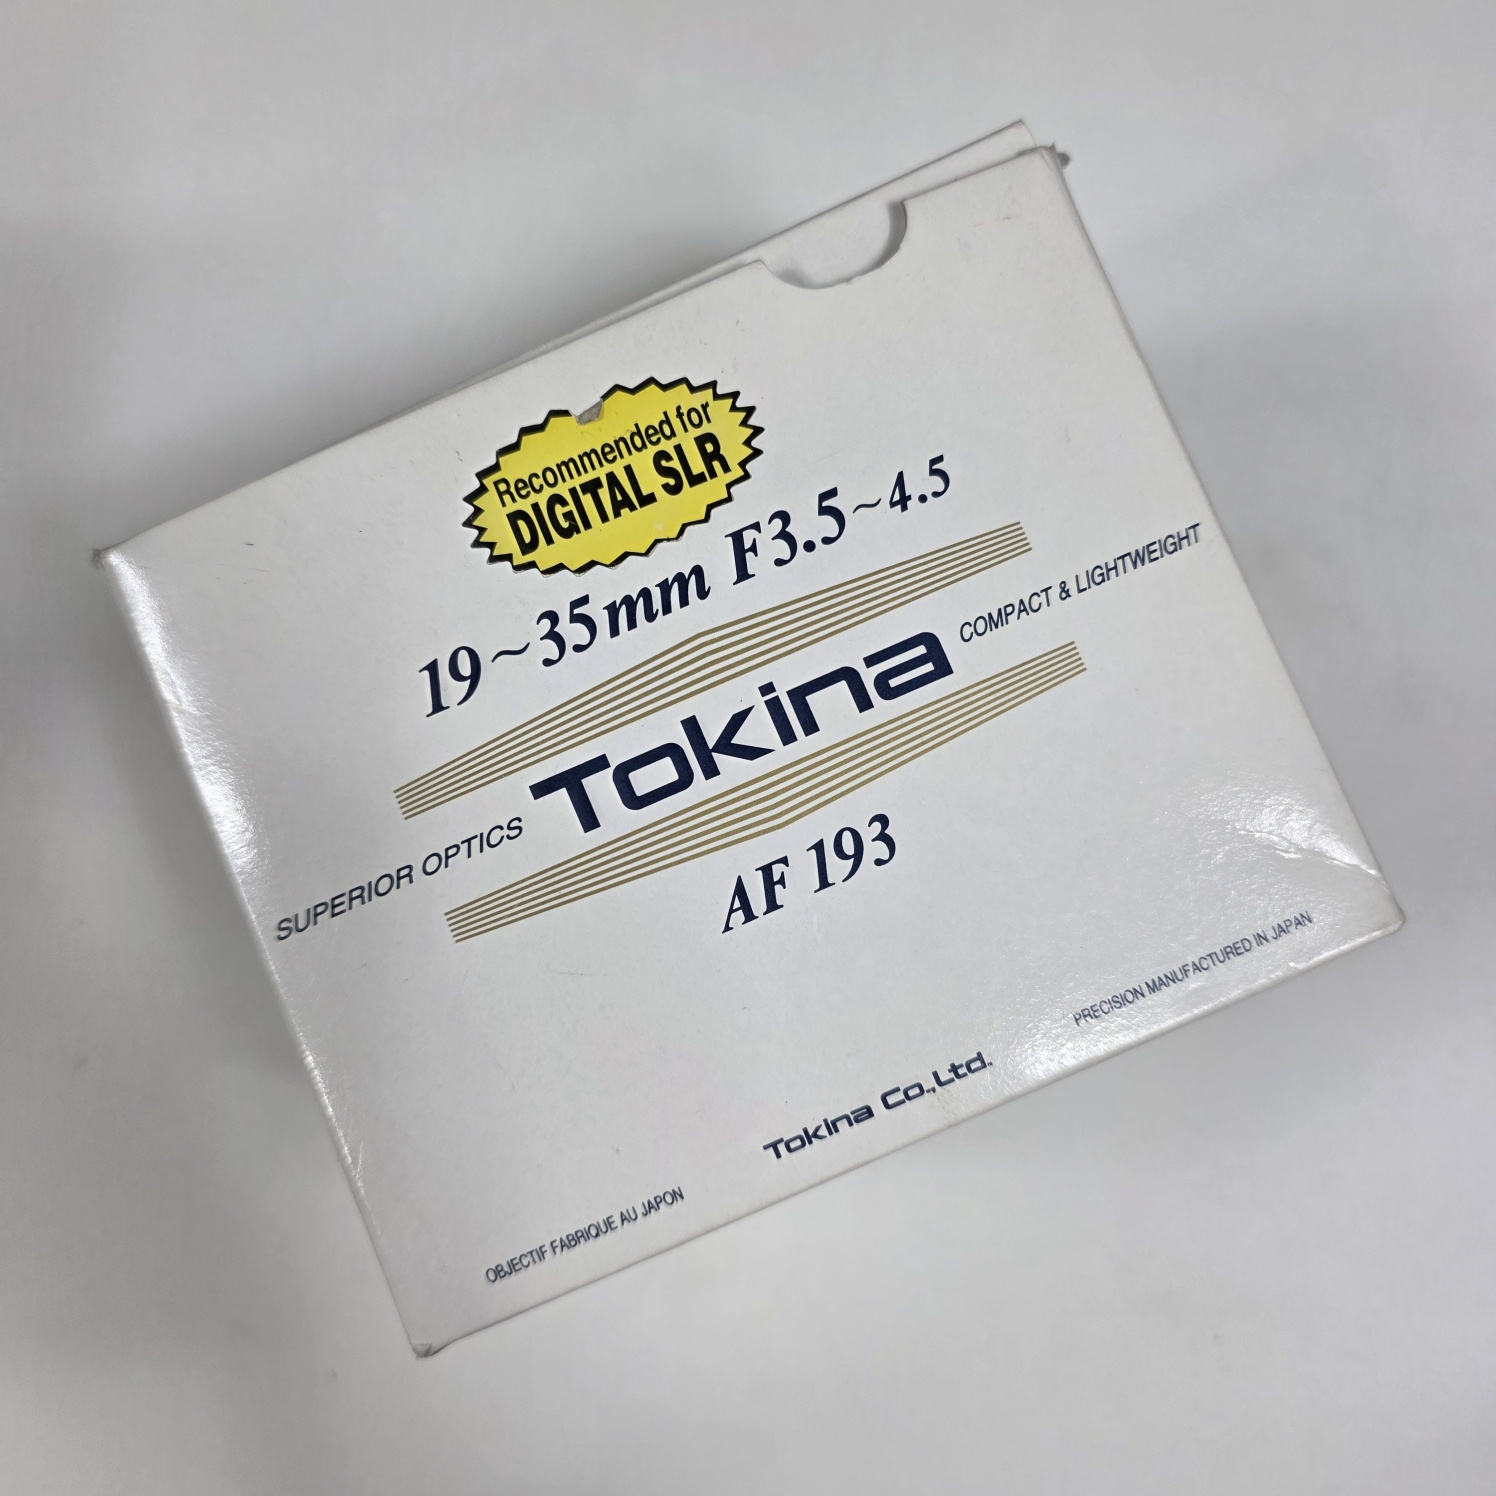 Recommended for
DIGITAL SLR
19~35mm F3.5~4.5
SUPERIOR OPTICS Tokina COMPACT & LIGHTWEIGHT
AF 193
OBJECTIF FABRIQUE AU JAPON Tokina Co.,Ltd. PRECISION MANUFACTURED IN JAPAN